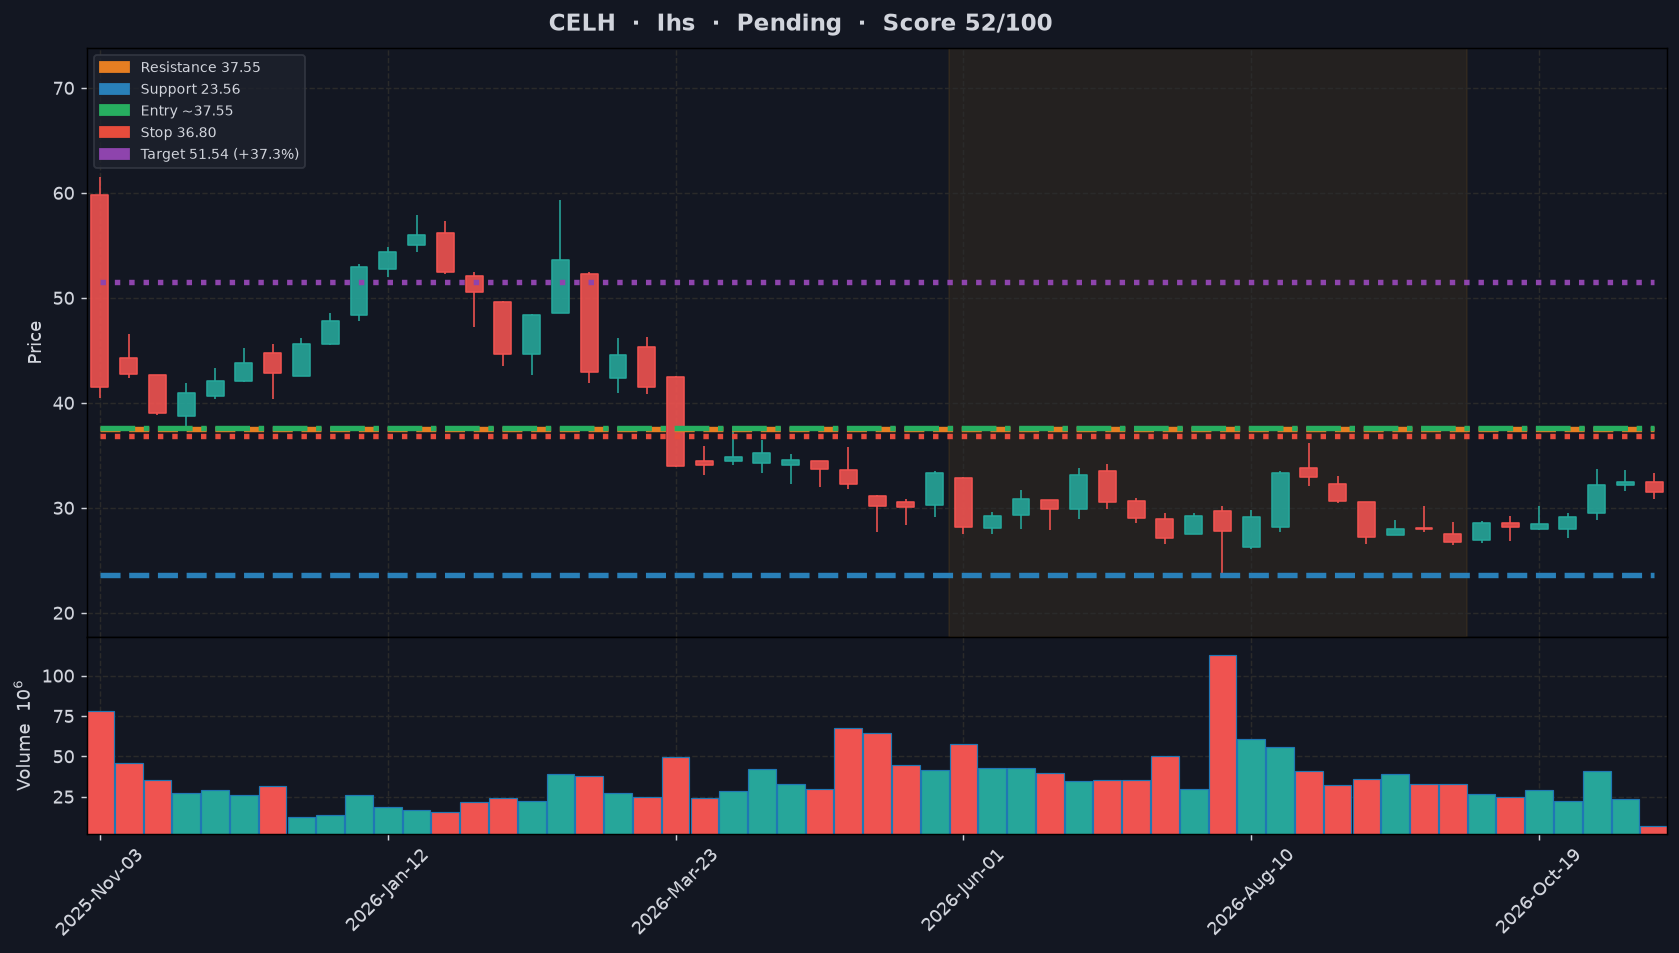 CELH · Ihs · Pending · Score 52/100
Resistance 37.55
Support 23.56
Entry ~37.55
Stop 36.80
Target 51.54 (+37.3%)
Price
70
60
50
40
30
20
Volume 10⁶
100
75
50
25
2025-Nov-03
2026-Jan-12
2026-Mar-23
2026-Jun-01
2026-Aug-10
2026-Oct-19